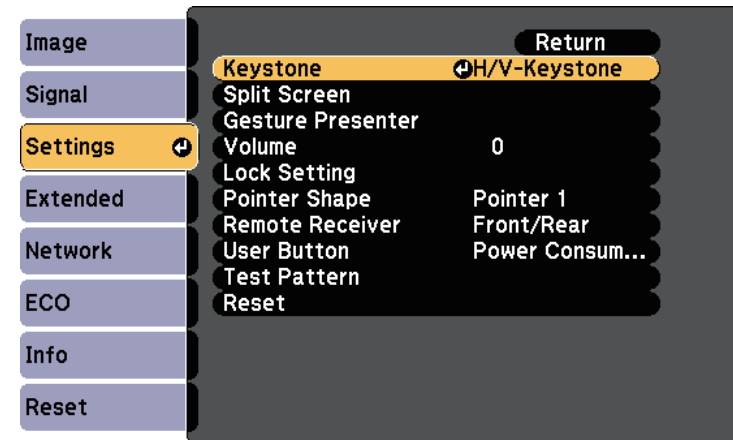 Image
Signal
Settings
Extended
Network
ECO
Info
Reset
Return
Keystone H/V-Keystone
Split Screen
Gesture Presenter
Volume 0
Lock Setting
Pointer Shape Pointer 1
Remote Receiver Front/Rear
User Button Power Consum...
Test Pattern
Reset